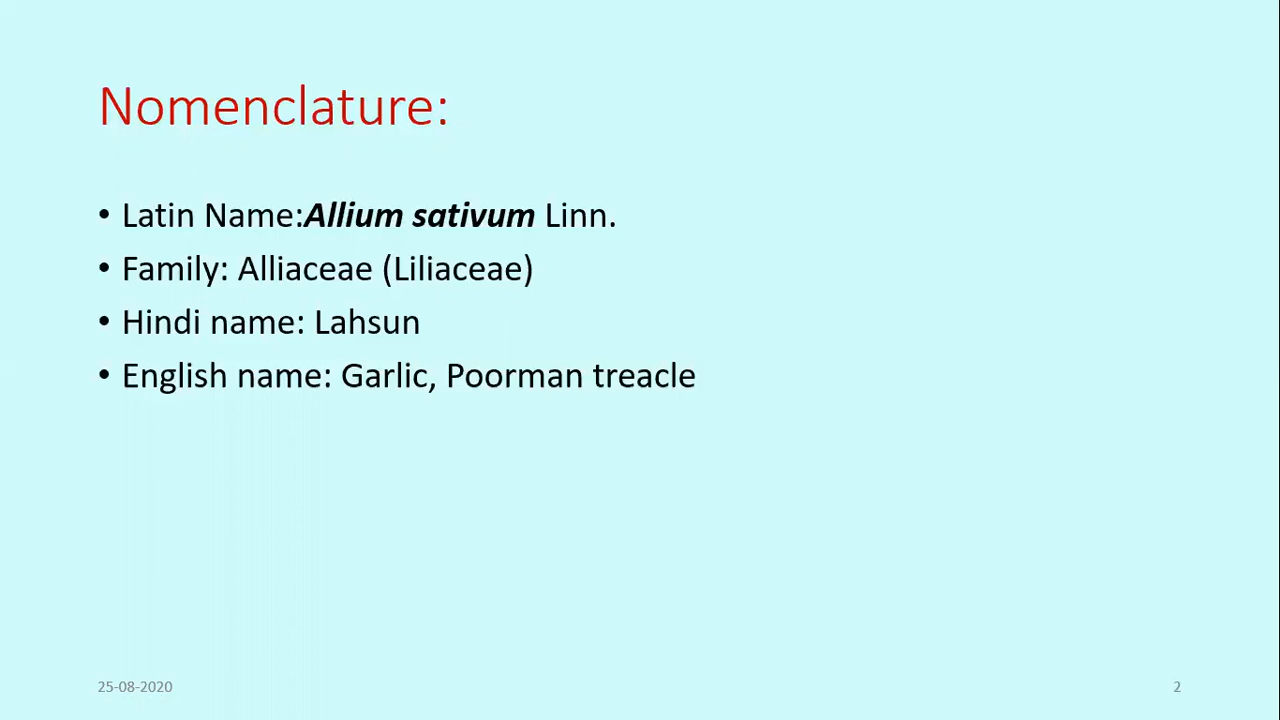 Nomenclature:
• Latin Name:Allium sativum Linn.
• Family: Alliaceae (Liliaceae)
• Hindi name: Lahsun
• English name: Garlic, Poorman treacle
25-08-2020
2